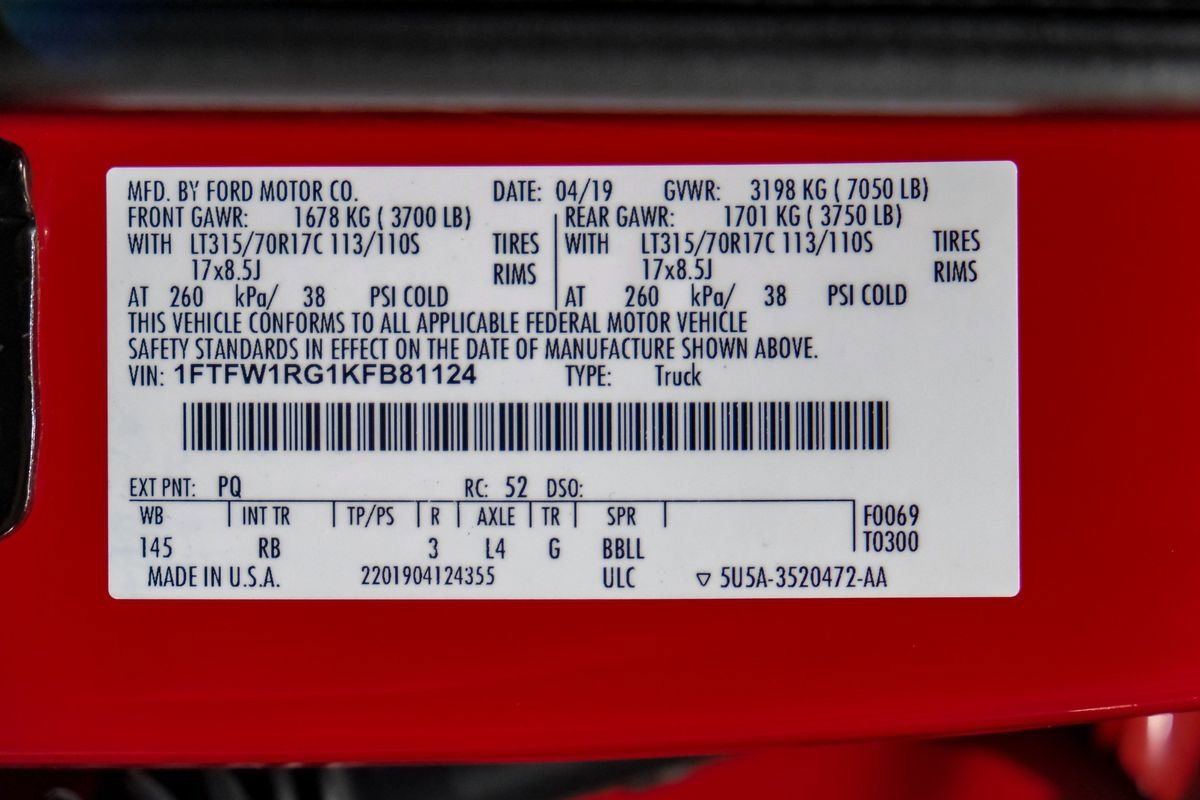 MFD. BY FORD MOTOR CO. DATE: 04/19 GVWR: 3198 KG ( 7050 LB)
FRONT GAWR: 1678 KG ( 3700 LB) REAR GAWR: 1701 KG ( 3750 LB)
WITH LT315/70R17C 113/110S TIRES WITH LT315/70R17C 113/110S TIRES
17x8.5J RIMS 17x8.5J RIMS
AT 260 kPa/ 38 PSI COLD AT 260 kPa/ 38 PSI COLD
THIS VEHICLE CONFORMS TO ALL APPLICABLE FEDERAL MOTOR VEHICLE
SAFETY STANDARDS IN EFFECT ON THE DATE OF MANUFACTURE SHOWN ABOVE.
VIN: 1FTFW1RG1KFB81124 TYPE: Truck
EXT PNT: PQ RC: 52 DSO:
WB INT TR TP/PS R AXLE TR SPR F0069
145 RB 3 L4 G BBLL T0300
MADE IN U.S.A. 2201904124355 ULC ▽ 5U5A-3520472-AA